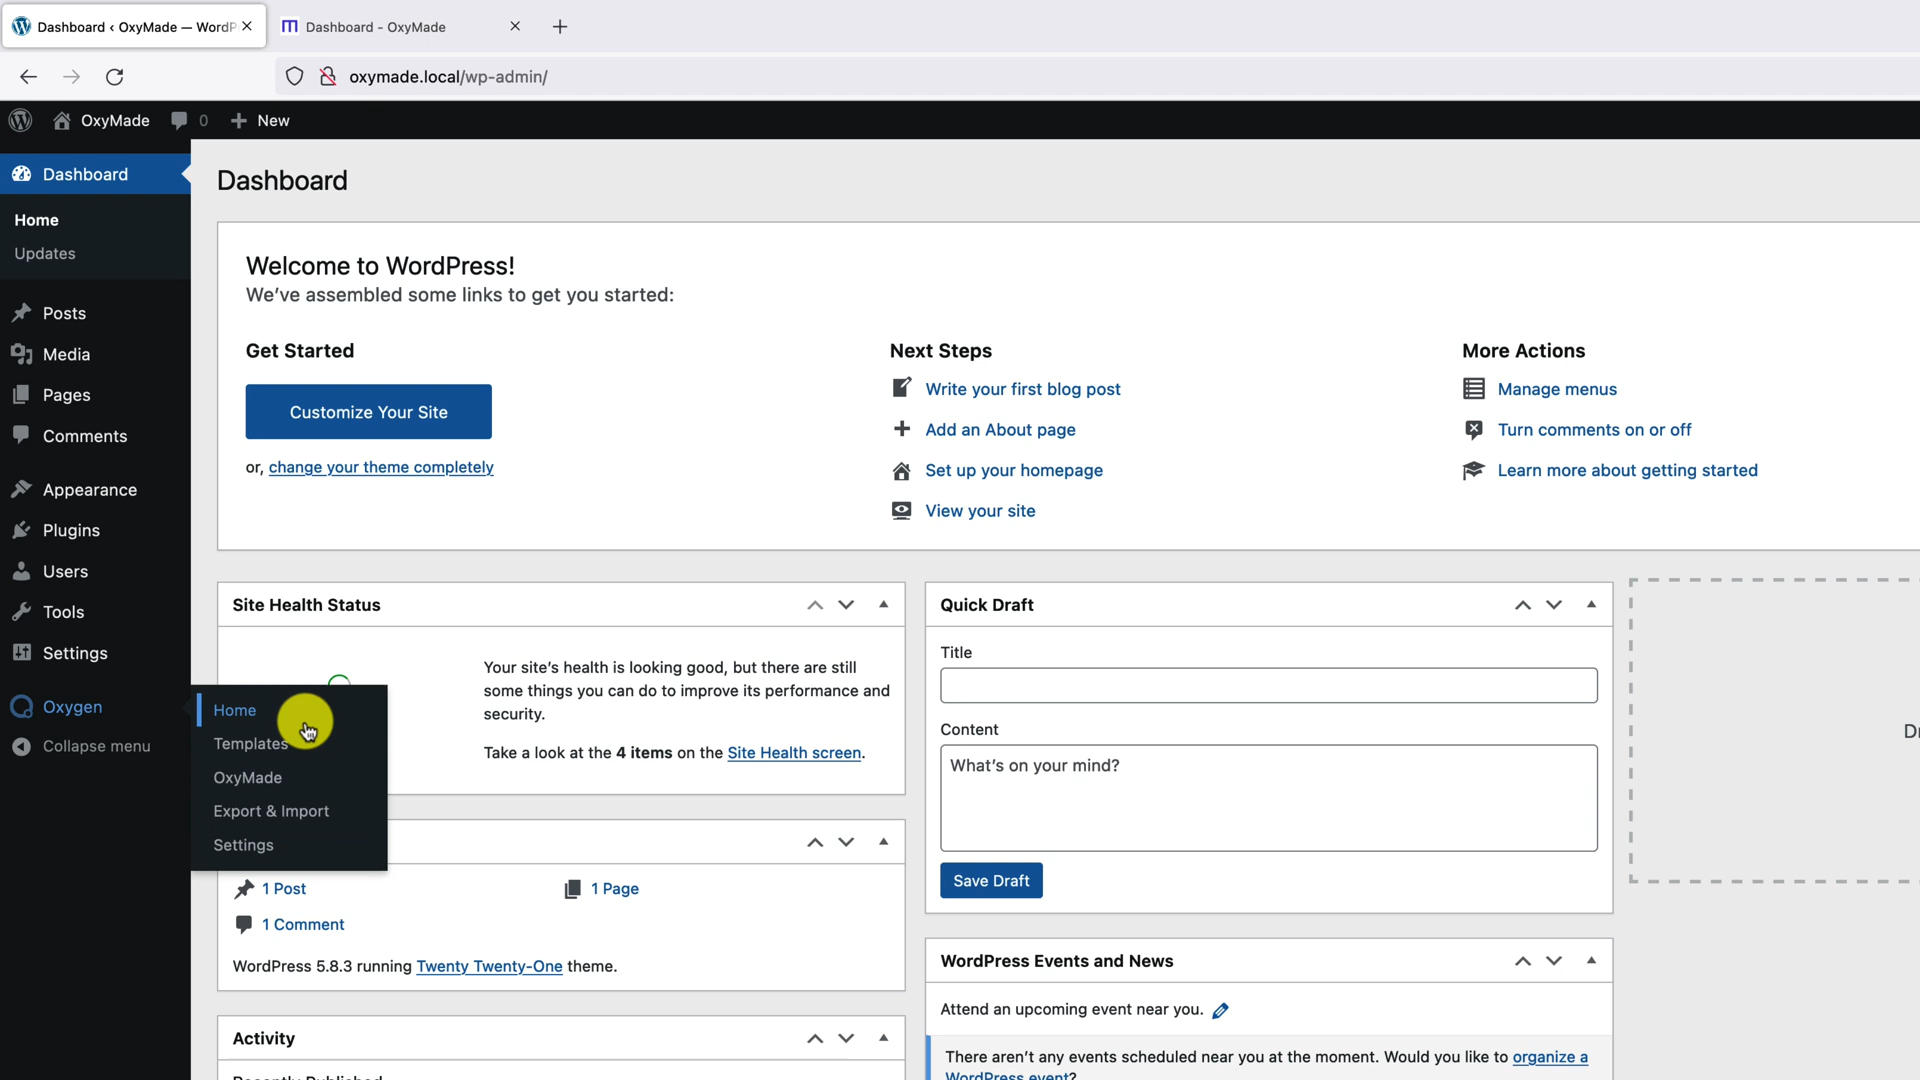 Dashboard ‹ OxyMade — WordP
Dashboard - OxyMade
oxymade.local/wp-admin/
OxyMade
0
New
Dashboard
Home
Updates
Posts
Media
Pages
Comments
Appearance
Plugins
Users
Tools
Settings
Oxygen
Collapse menu
Home
Templates
OxyMade
Export & Import
Settings
Dashboard
Welcome to WordPress!
We've assembled some links to get you started:
Get Started
Customize Your Site
or, change your theme completely
Next Steps
Write your first blog post
Add an About page
Set up your homepage
View your site
More Actions
Manage menus
Turn comments on or off
Learn more about getting started
Site Health Status
Your site's health is looking good, but there are still
some things you can do to improve its performance and
security.
Take a look at the 4 items on the Site Health screen.
1 Post
1 Page
1 Comment
WordPress 5.8.3 running Twenty Twenty-One theme.
Activity
Recently Published
Quick Draft
Title
Content
What's on your mind?
Save Draft
WordPress Events and News
Attend an upcoming event near you.
There aren't any events scheduled near you at the moment. Would you like to organize a
WordPress event?